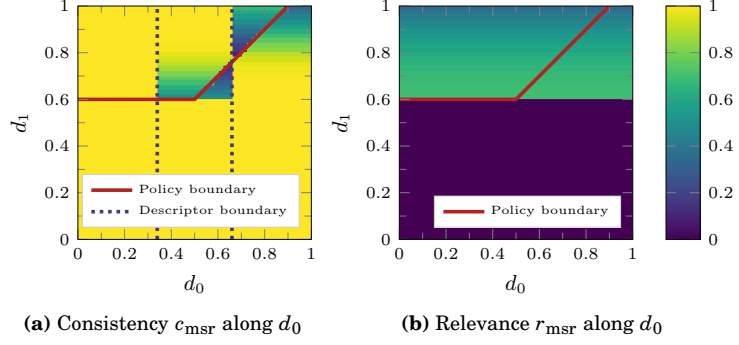 1
0.8
0.6
0.4
0.2
0
d1
Policy boundary
Descriptor boundary
0 0.2 0.4 0.6 0.8 1
d0
(a) Consistency cmsr along d0
1
0.8
0.6
0.4
0.2
0
d1
Policy boundary
0 0.2 0.4 0.6 0.8 1
d0
(b) Relevance rmsr along d0
1
0.8
0.6
0.4
0.2
0